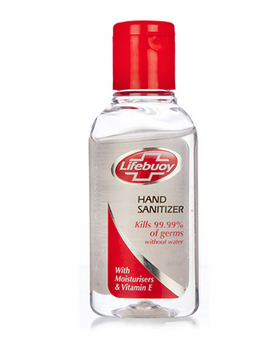 Lifebuoy
HAND
SANITIZER
Kills 99.99%
of germs
without water
With
Moisturisers
& Vitamin E